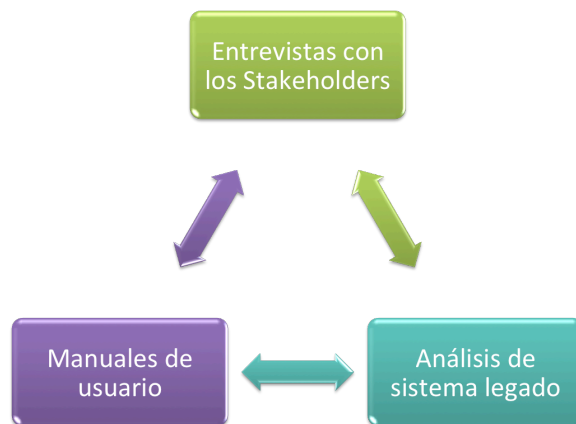 Entrevistas con
los Stakeholders
Manuales de
usuario
Análisis de
sistema legado